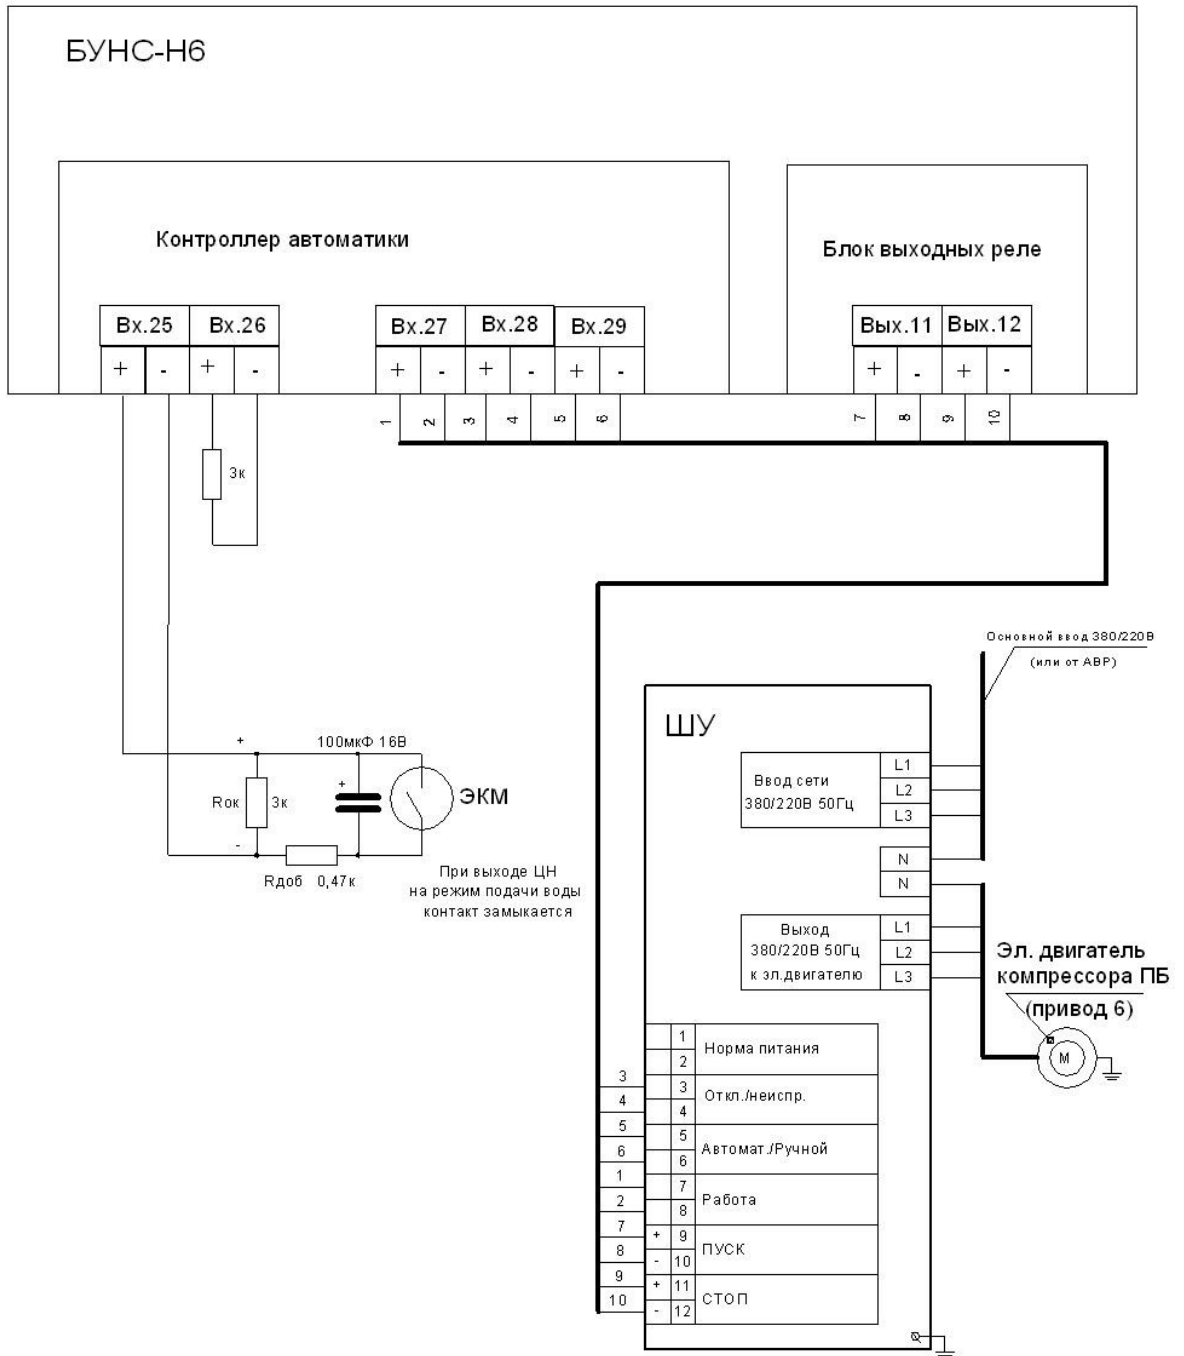 БУНС-Н6
Контроллер автоматики
Блок выходных реле
Вх.25 Вх.26 Вх.27 Вх.28 Вх.29 Вых.11 Вых.12
+ - + - + - + - + - + - + -
1 2 3 4 5 6 7 8 9 10
3к
Основной ввод 380/220В
(или от АВР)
ШУ
+ 100мкФ 16В
Ввод сети
380/220В 50Гц
L1
L2
L3
+
Rок 3к
ЭКМ
-
Rдоб 0,47к
N
N
При выходе ЦН
на режим подачи воды
контакт замыкается
Выход
380/220В 50Гц
к эл.двигателю
L1
L2
L3
Эл. двигатель
компрессора ПБ
(привод 6)
М
1 Норма питания
2
3 3 Откл./неиспр.
4 4
5 5 Автомат./Ручной
6 6
1 7 Работа
2 8
7 + 9 ПУСК
8 - 10
9 + 11 СТОП
10 - 12